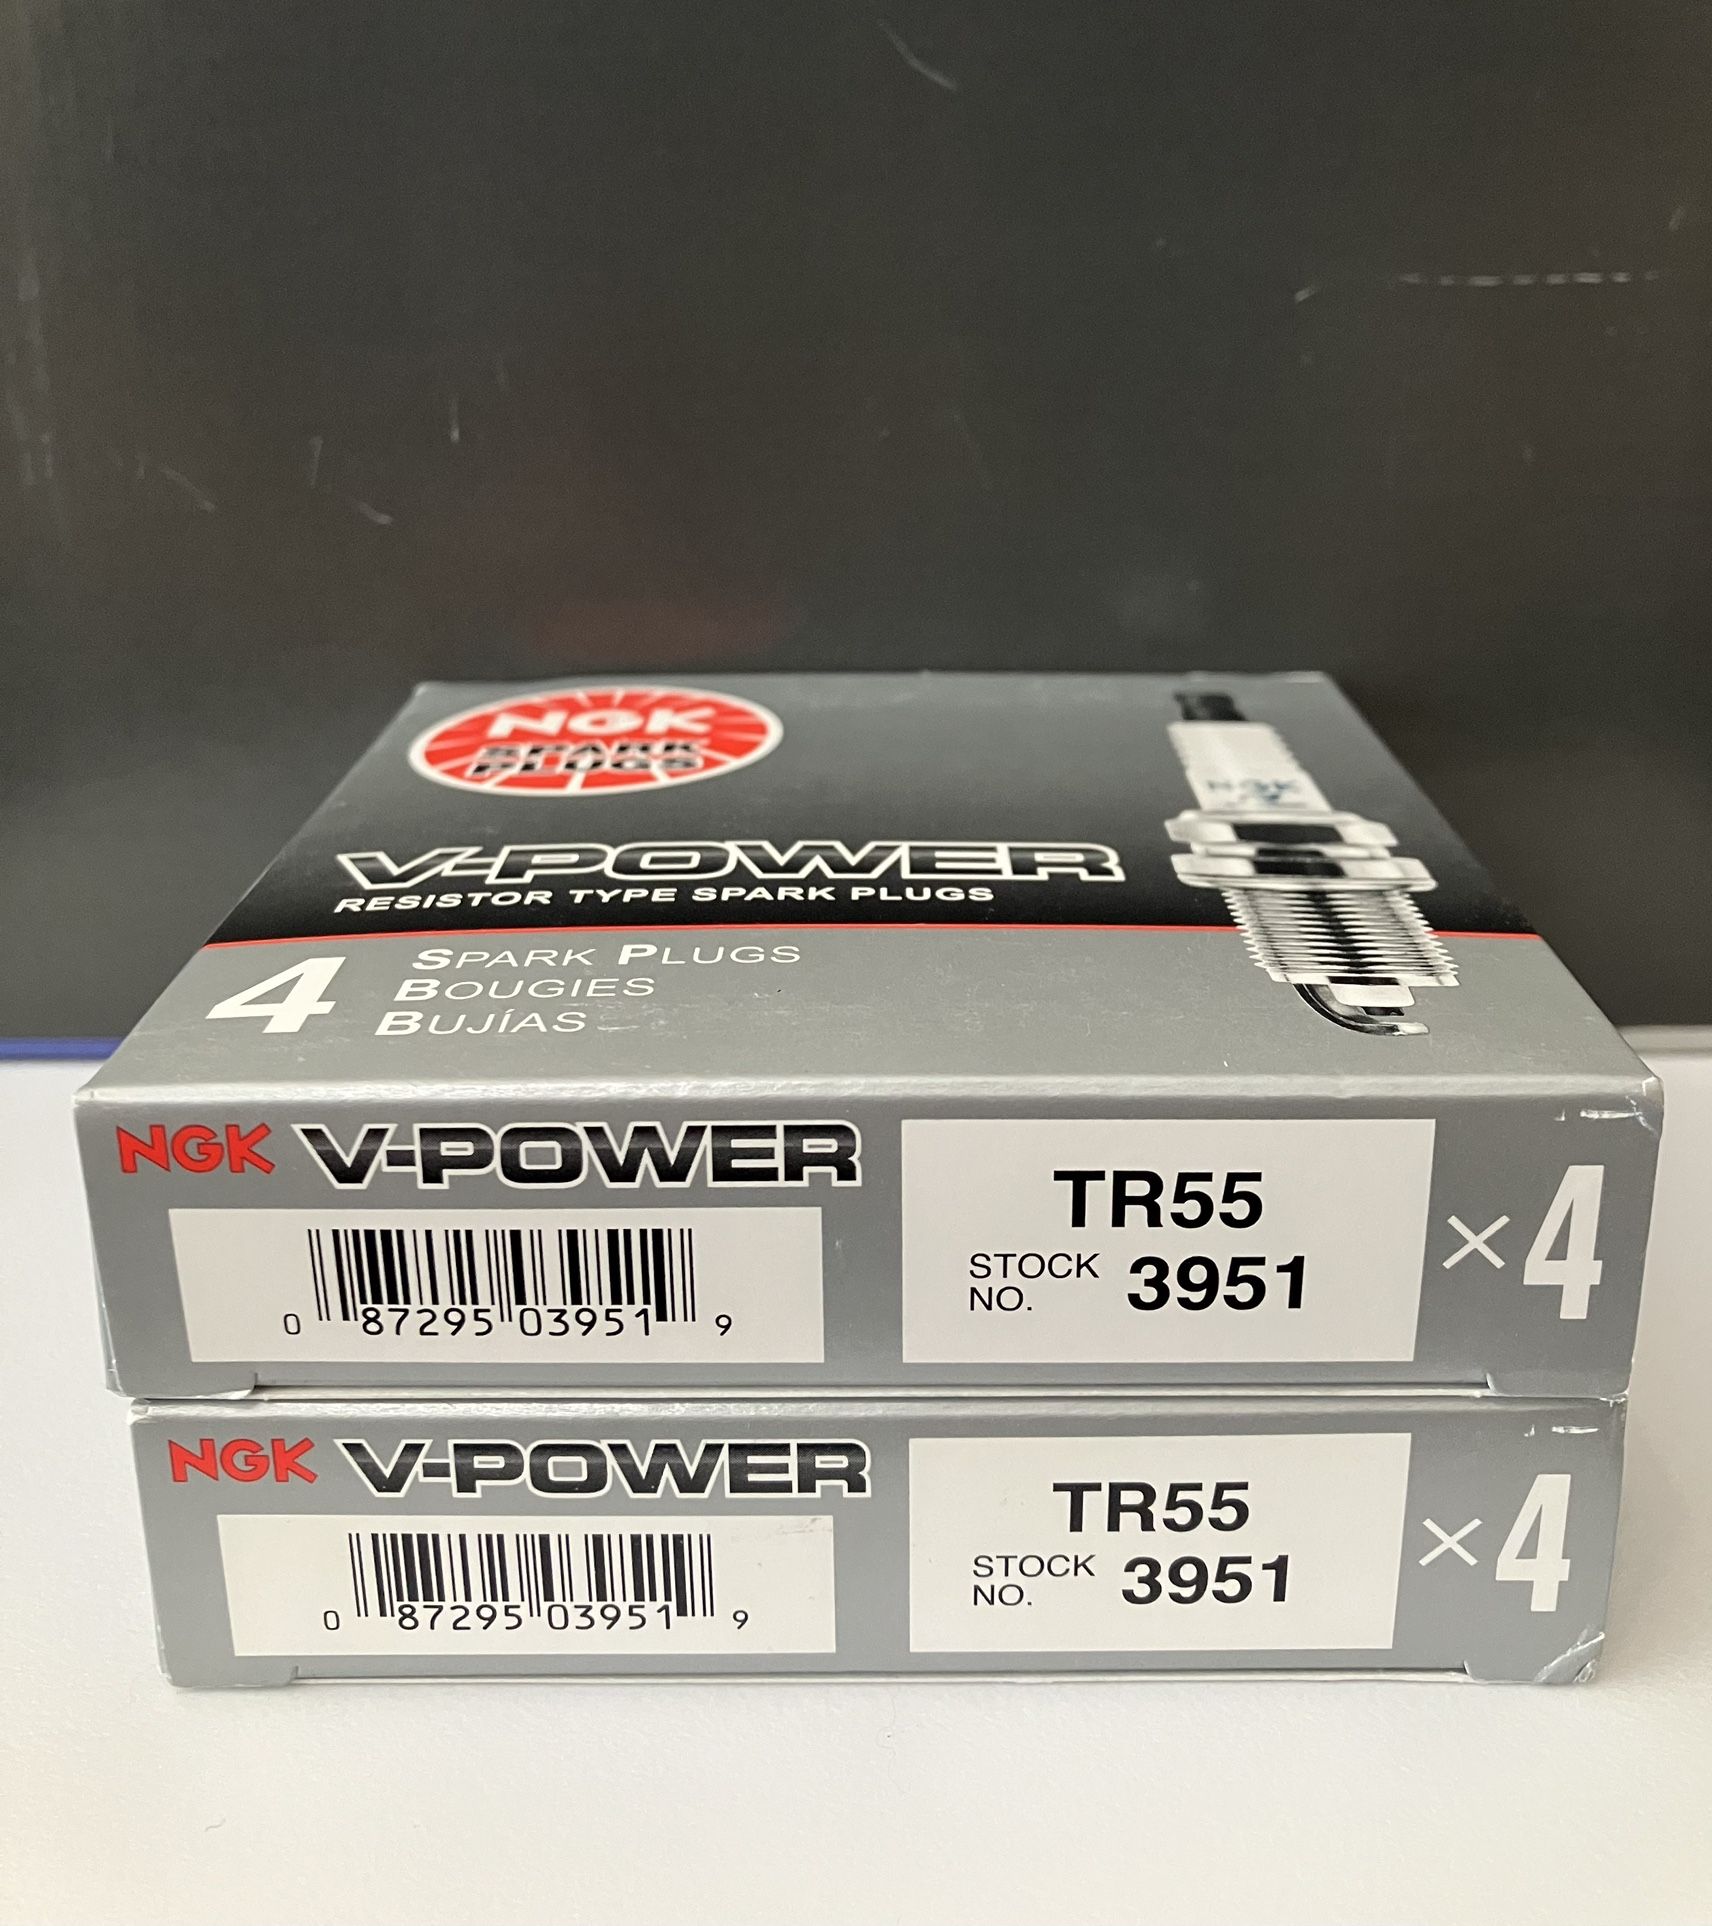 NGK
SPARK
PLUGS
NGK
V-POWER
RESISTOR TYPE SPARK PLUGS
4 SPARK PLUGS
BOUGIES
BUJÍAS
NGK V-POWER
TR55
STOCK NO. 3951
×4
0 87295 03951 9
NGK V-POWER
TR55
STOCK NO. 3951
×4
0 87295 03951 9